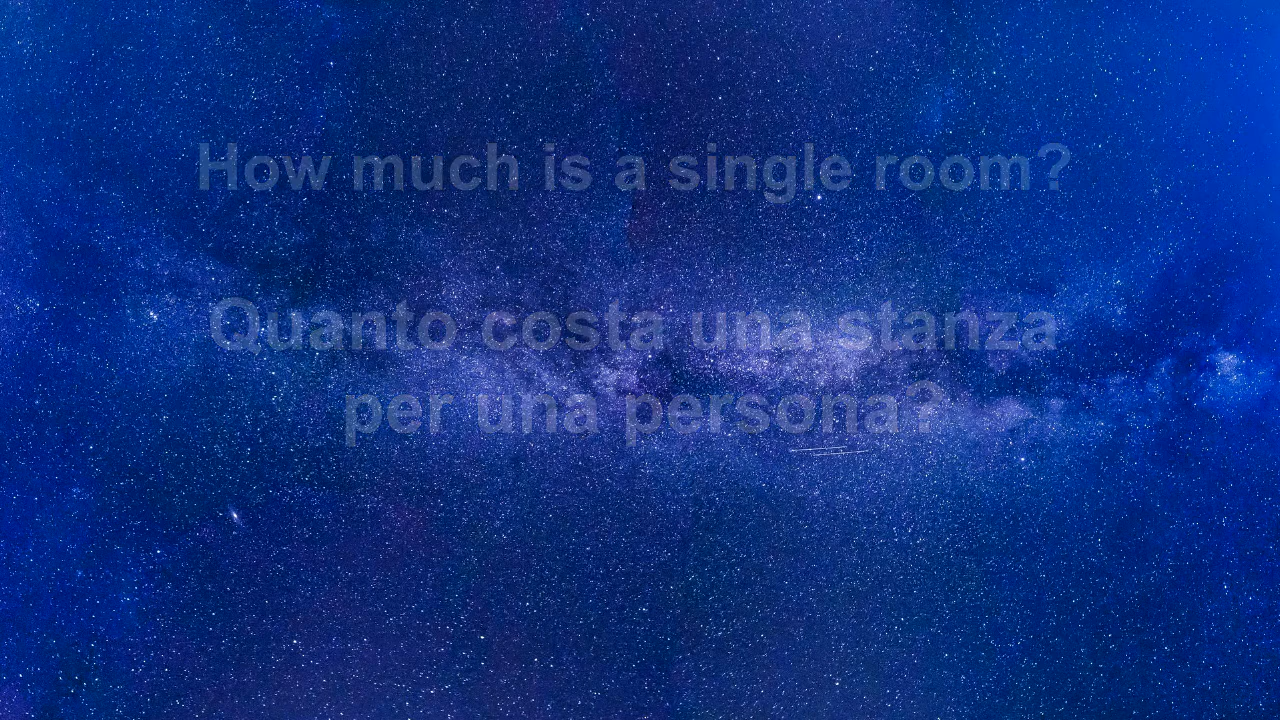 How much is a single room?
Quanto costa una stanza
per una persona?